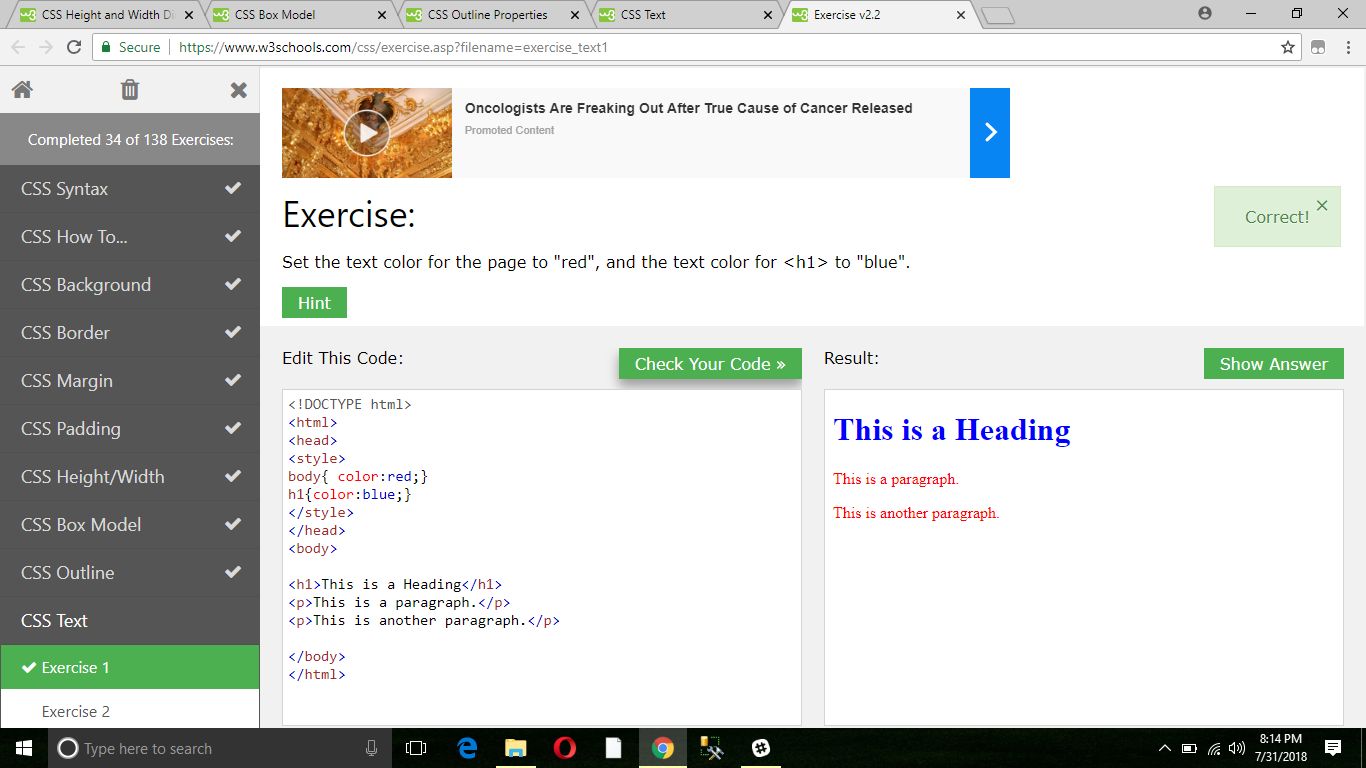 CSS Height and Width Di
CSS Box Model
CSS Outline Properties
CSS Text
Exercise v2.2
Secure
https://www.w3schools.com/css/exercise.asp?filename=exercise_text1
Completed 34 of 138 Exercises:
CSS Syntax
CSS How To...
CSS Background
CSS Border
CSS Margin
CSS Padding
CSS Height/Width
CSS Box Model
CSS Outline
CSS Text
Exercise 1
Exercise 2
Oncologists Are Freaking Out After True Cause of Cancer Released
Promoted Content
Exercise:
Correct!
Set the text color for the page to "red", and the text color for <h1> to "blue".
Hint
Edit This Code:
Check Your Code »
<!DOCTYPE html>
<html>
<head>
<style>
body{ color:red;}
h1{color:blue;}
</style>
</head>
<body>
<h1>This is a Heading</h1>
<p>This is a paragraph.</p>
<p>This is another paragraph.</p>
</body>
</html>
Result:
Show Answer
This is a Heading
This is a paragraph.
This is another paragraph.
Type here to search
8:14 PM
7/31/2018